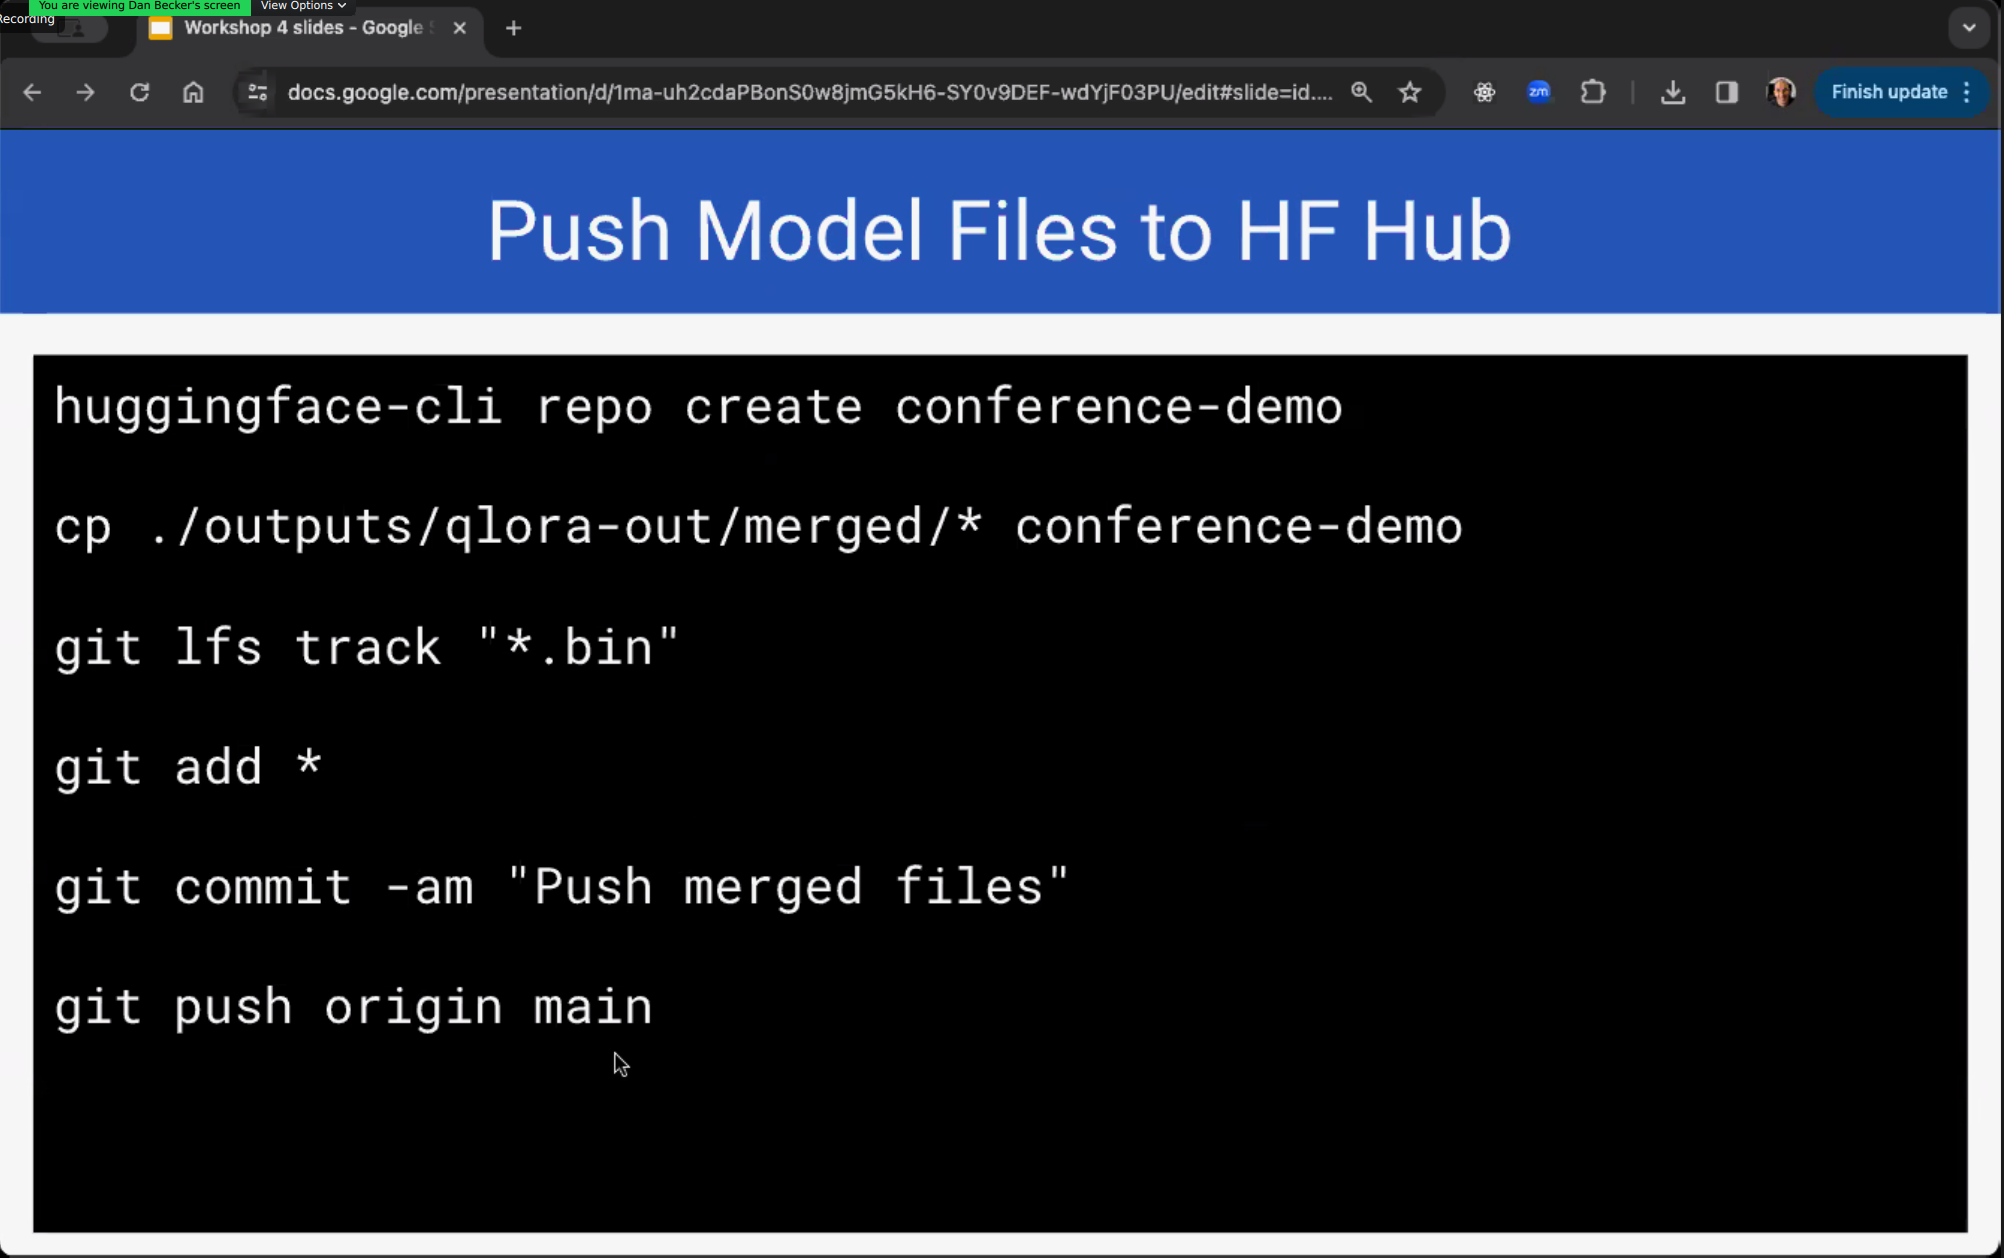 You are viewing Dan Becker's screen View Options
Recording
Workshop 4 slides - Google
docs.google.com/presentation/d/1ma-uh2cdaPBonS0w8jmG5kH6-SY0v9DEF-wdYjF03PU/edit#slide=id....
zm
Finish update
Push Model Files to HF Hub
huggingface-cli repo create conference-demo
cp ./outputs/qlora-out/merged/* conference-demo
git lfs track "*.bin"
git add *
git commit -am "Push merged files"
git push origin main